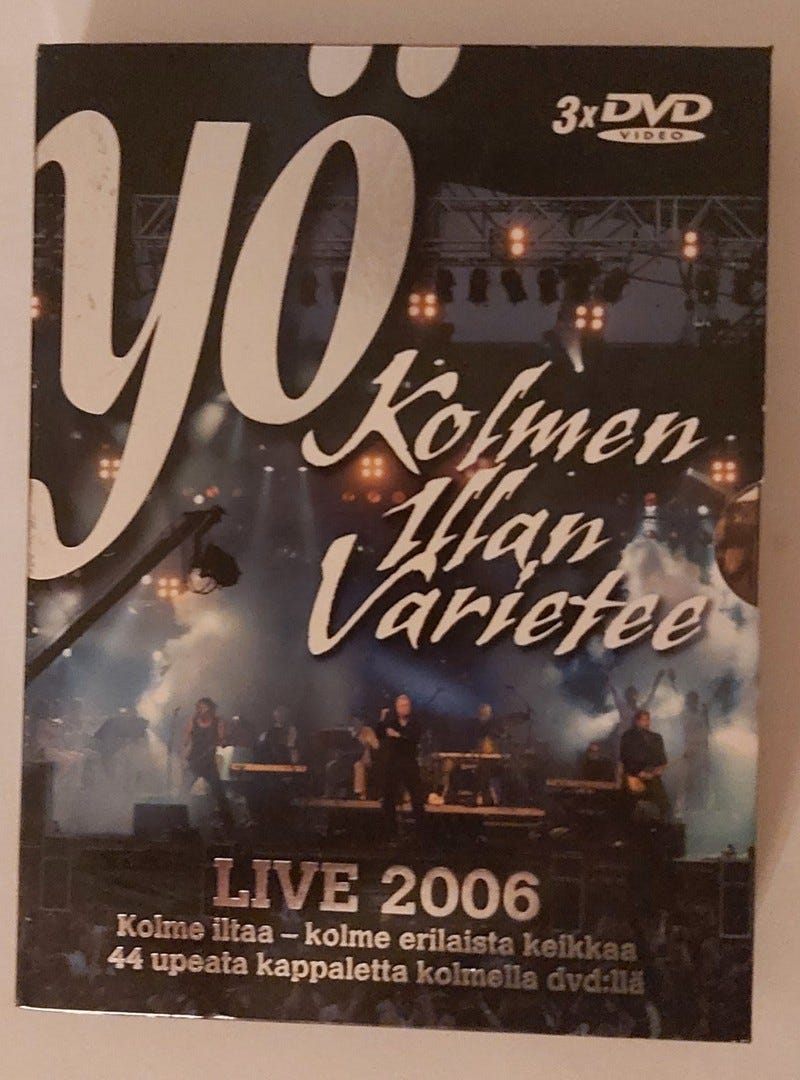 yö
3xDVD
VIDEO
Kolmen
Illan
Varietee
LIVE 2006
Kolme iltaa – kolme erilaista keikkaa
44 upeata kappaletta kolmella dvd:llä